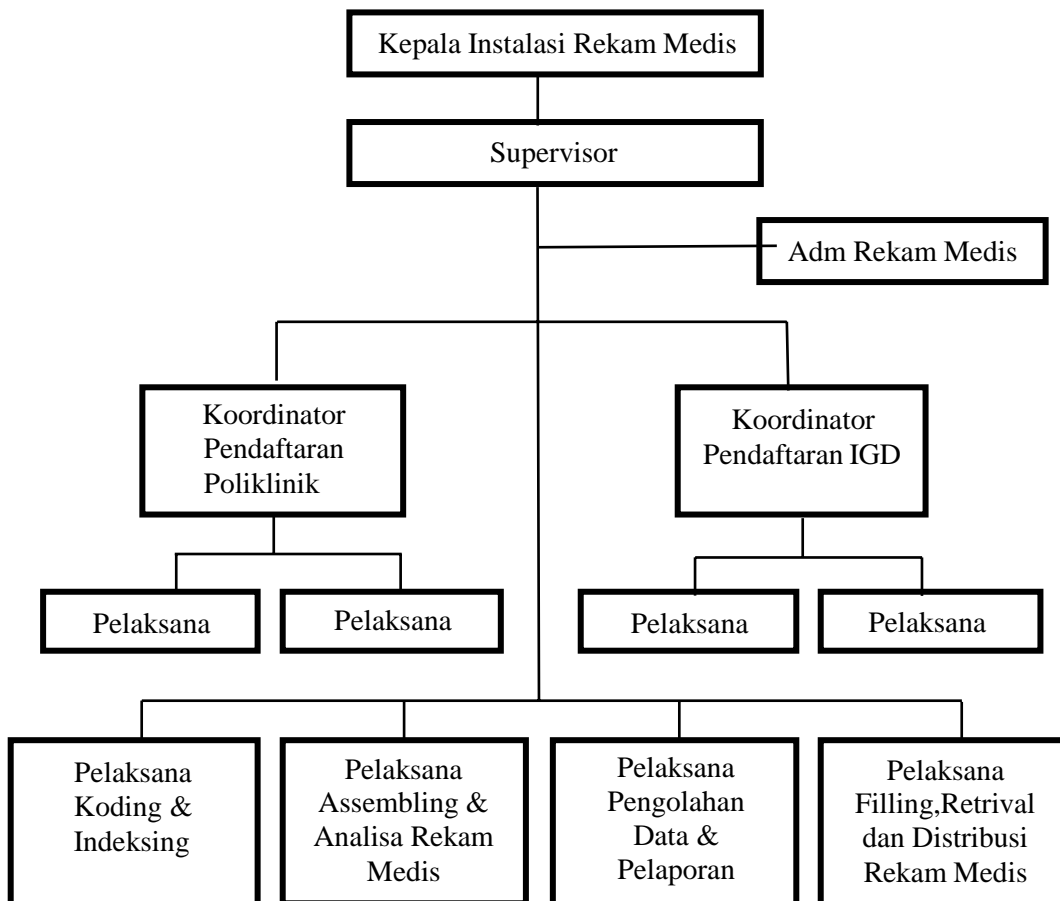 Kepala Instalasi Rekam Medis
Supervisor
Adm Rekam Medis
Koordinator
Pendaftaran
Poliklinik
Koordinator
Pendaftaran IGD
Pelaksana
Pelaksana
Pelaksana
Pelaksana
Pelaksana
Koding &
Indeksing
Pelaksana
Assembling &
Analisa Rekam
Medis
Pelaksana
Pengolahan
Data &
Pelaporan
Pelaksana
Filling,Retrival
dan Distribusi
Rekam Medis